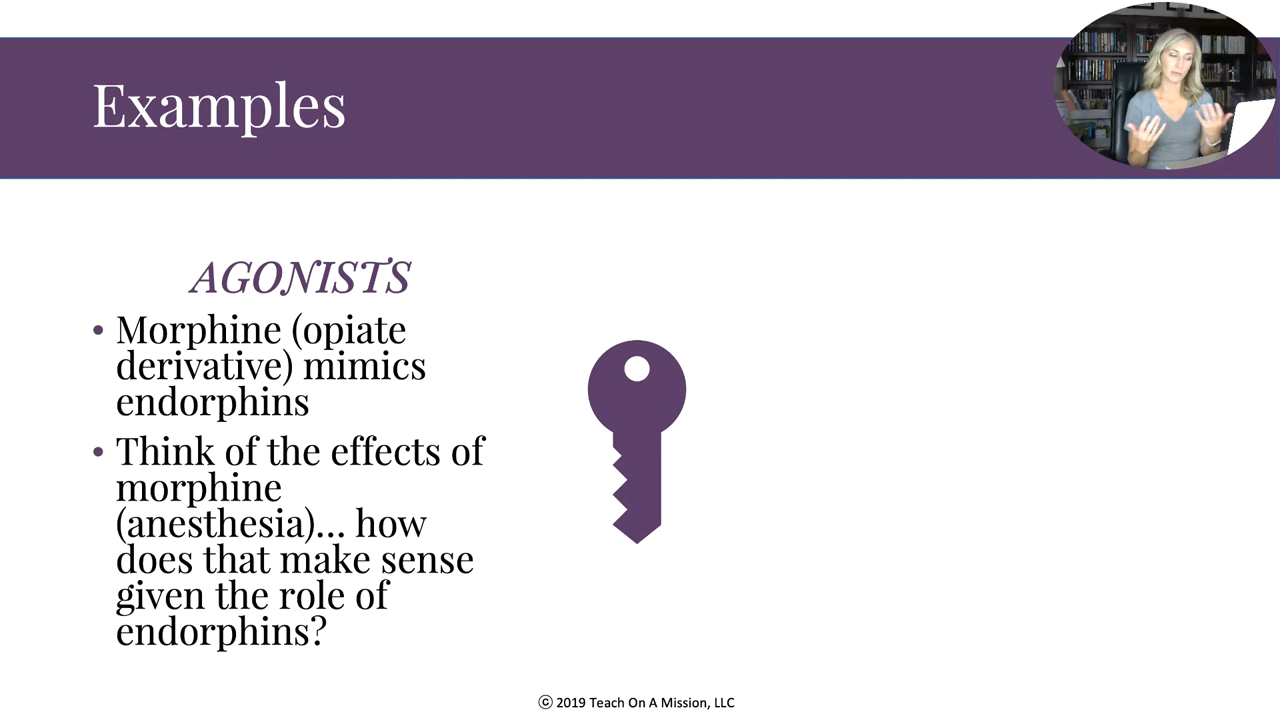 Examples
AGONISTS
• Morphine (opiate
derivative) mimics
endorphins
• Think of the effects of
morphine
(anesthesia)... how
does that make sense
given the role of
endorphins?
© 2019 Teach On A Mission, LLC